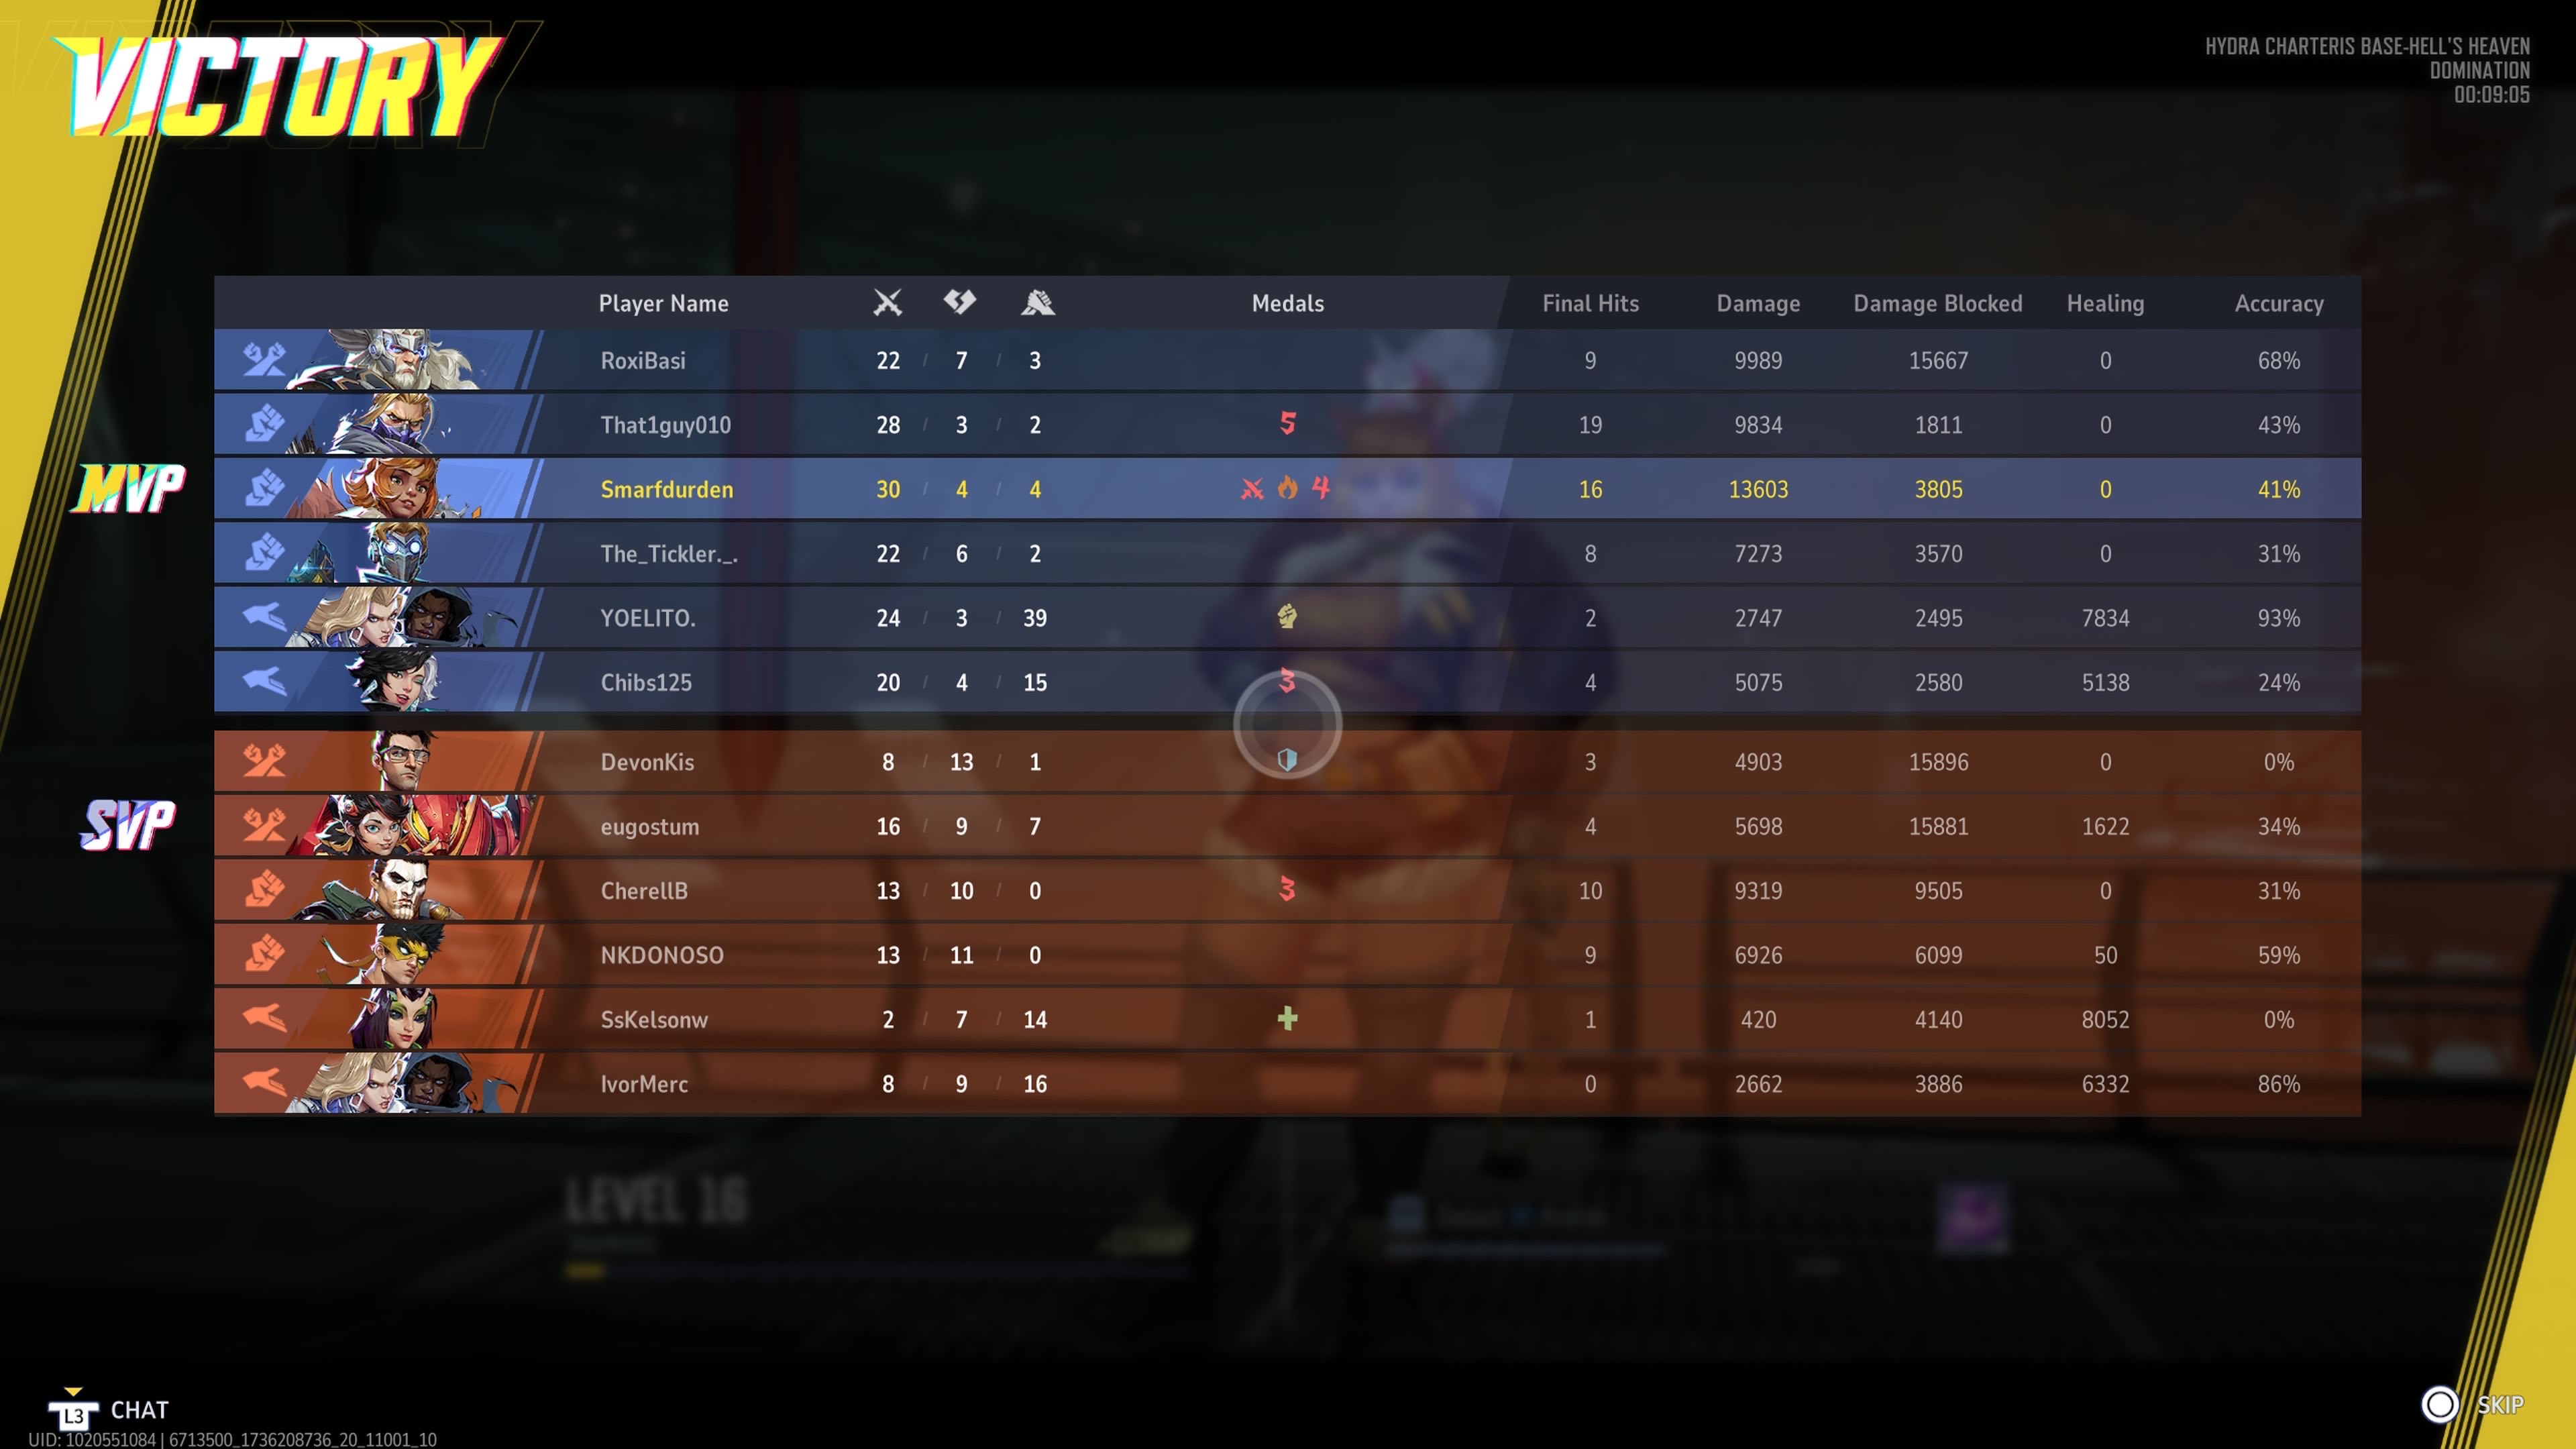 VICTORY
HYDRA CHARTERIS BASE-HELL'S HEAVEN
DOMINATION
00:09:05
Player Name Medals Final Hits Damage Damage Blocked Healing Accuracy
RoxiBasi 22 / 7 / 3 9 9989 15667 0 68%
That1guy010 28 / 3 / 2 5 19 9834 1811 0 43%
MVP Smarfdurden 30 / 4 / 4 4 16 13603 3805 0 41%
The_Tickler._. 22 / 6 / 2 8 7273 3570 0 31%
YOELITO. 24 / 3 / 39 2 2747 2495 7834 93%
Chibs125 20 / 4 / 15 3 4 5075 2580 5138 24%
DevonKis 8 / 13 / 1 3 4903 15896 0 0%
SVP eugostum 16 / 9 / 7 4 5698 15881 1622 34%
CherellB 13 / 10 / 0 3 10 9319 9505 0 31%
NKDONOSO 13 / 11 / 0 9 6926 6099 50 59%
SsKelsonw 2 / 7 / 14 1 420 4140 8052 0%
IvorMerc 8 / 9 / 16 0 2662 3886 6332 86%
LEVEL 16
L3 CHAT
SKIP
UID: 1020551084 | 6713500_1736208736_20_11001_10